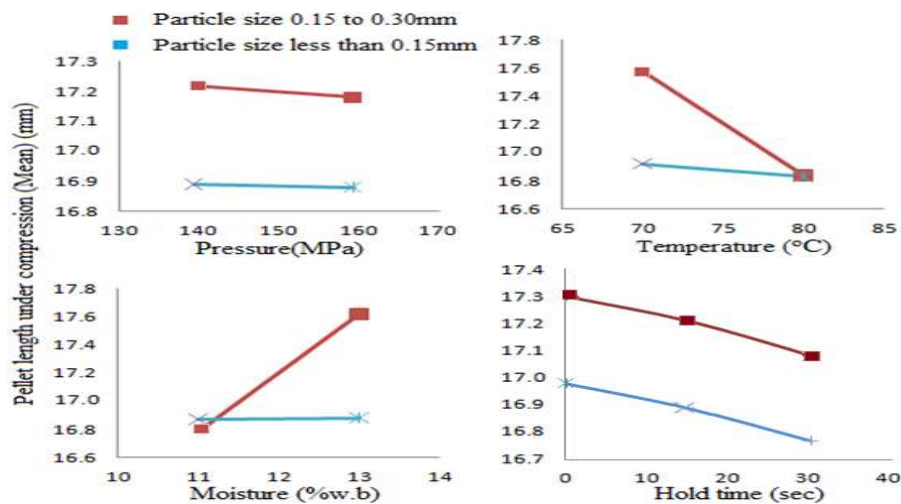 Particle size 0.15 to 0.30mm
Particle size less than 0.15mm
Pellet length under compression (Mean) (mm)
17.3
17.2
17.1
17.0
16.9
16.8
130 140 150 160 170
Pressure(MPa)
17.8
17.6
17.4
17.2
17.0
16.8
16.6
65 70 75 80 85
Temperature (°C)
17.8
17.6
17.4
17.2
17.0
16.8
16.6
10 11 12 13 14
Moisture (%w.b)
17.4
17.3
17.2
17.1
17.0
16.9
16.8
16.7
0 10 20 30 40
Hold time (sec)